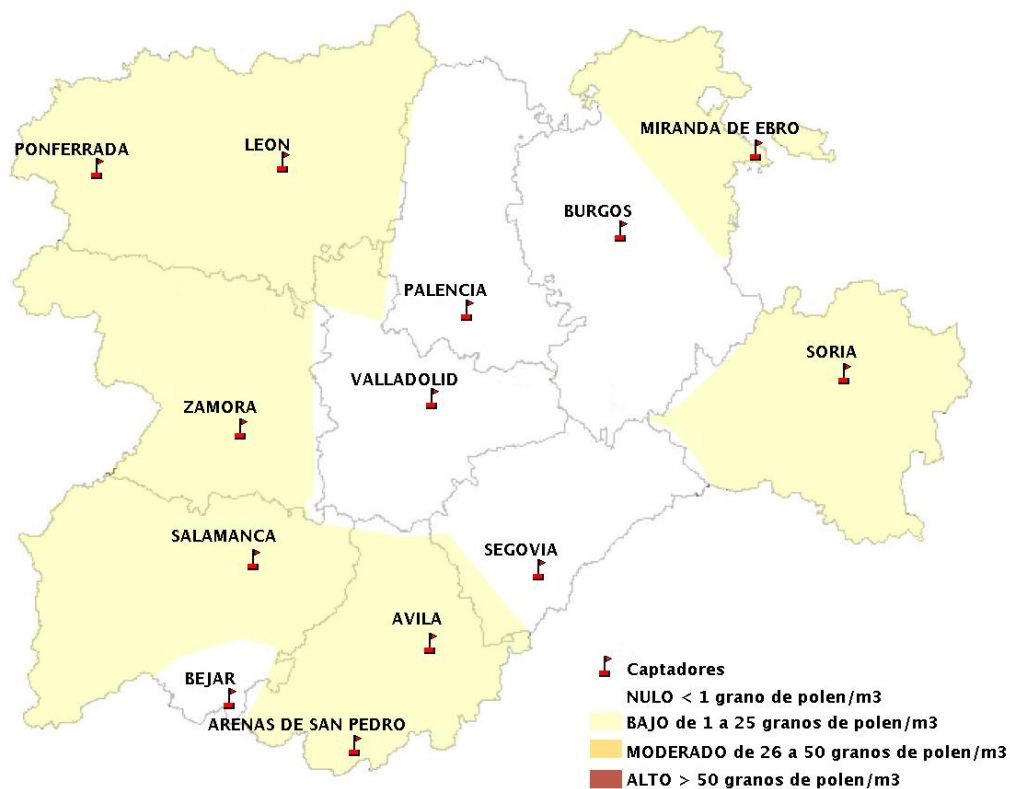 MIRANDA DE EBRO
PONFERRADA
LEON
BURGOS
PALENCIA
SORIA
VALLADOLID
ZAMORA
SALAMANCA
SEGOVIA
AVILA
BEJAR
ARENAS DE SAN PEDRO
Captadores
NULO < 1 grano de polen/m3
BAJO de 1 a 25 granos de polen/m3
MODERADO de 26 a 50 granos de polen/m3
ALTO > 50 granos de polen/m3